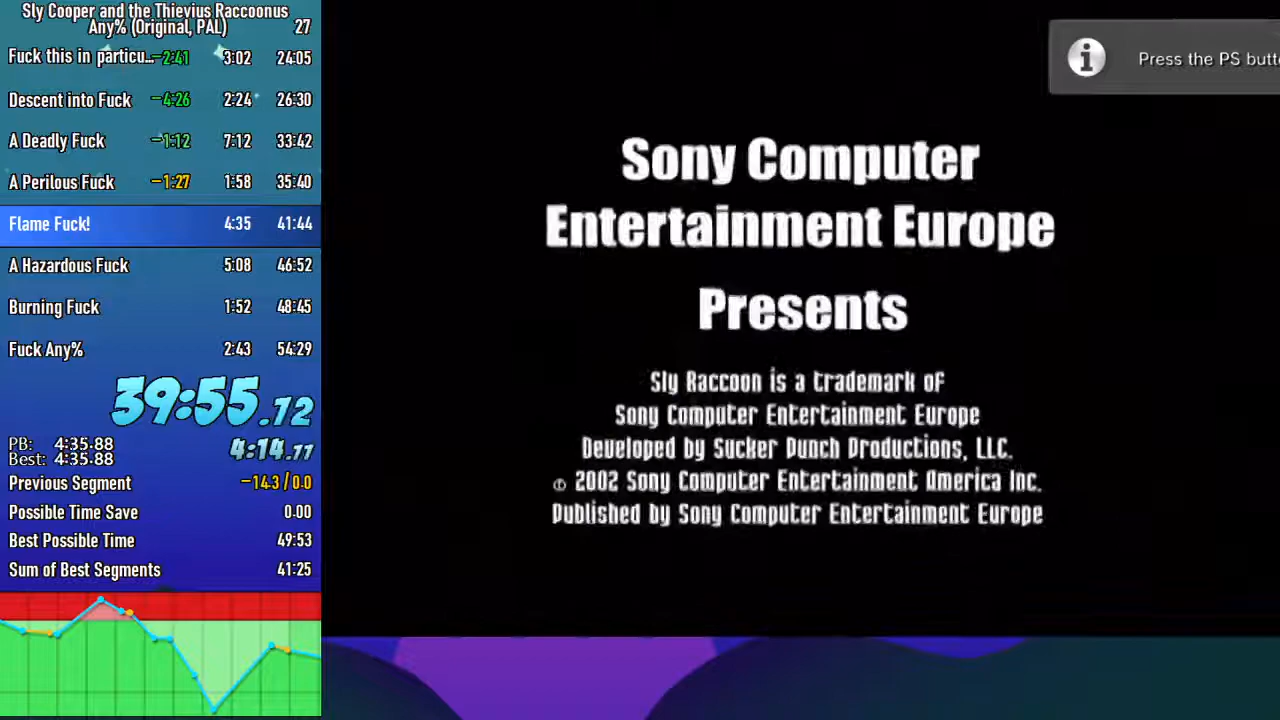 Sly Cooper and the Thievius Raccoonus
Any% (Original, PAL) 27
Fuck this in particu... -2:41 3:02 24:05
Descent into Fuck -4:26 2:24 26:30
A Deadly Fuck -1:12 7:12 33:42
A Perilous Fuck -1:27 1:58 35:40
Flame Fuck! 4:35 41:44
A Hazardous Fuck 5:08 46:52
Burning Fuck 1:52 48:45
Fuck Any% 2:43 54:29
39:55.72
PB: 4:35.88
Best: 4:35.88
4:14.77
Previous Segment -14.3 / 0.0
Possible Time Save 0.00
Best Possible Time 49:53
Sum of Best Segments 41:25
Press the PS butt
Sony Computer
Entertainment Europe
Presents
Sly Raccoon is a trademark of
Sony Computer Entertainment Europe
Developed by Sucker Punch Productions, LLC.
© 2002 Sony Computer Entertainment America Inc.
Published by Sony Computer Entertainment Europe